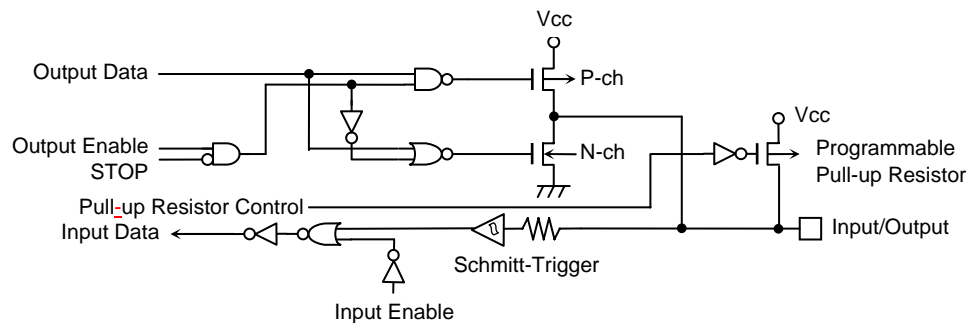 Vcc
Output Data
P-ch
Vcc
Output Enable
STOP
N-ch
Programmable
Pull-up Resistor
Pull-up Resistor Control
Input Data
Input/Output
Schmitt-Trigger
Input Enable